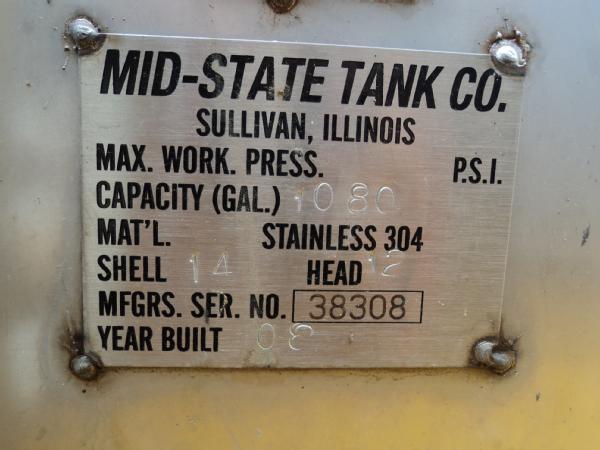 MID-STATE TANK CO.
SULLIVAN, ILLINOIS
MAX. WORK. PRESS. P.S.I.
CAPACITY (GAL.) 1080
MAT'L. STAINLESS 304
SHELL 14 HEAD 12
MFGRS. SER. NO. 38308
YEAR BUILT 08